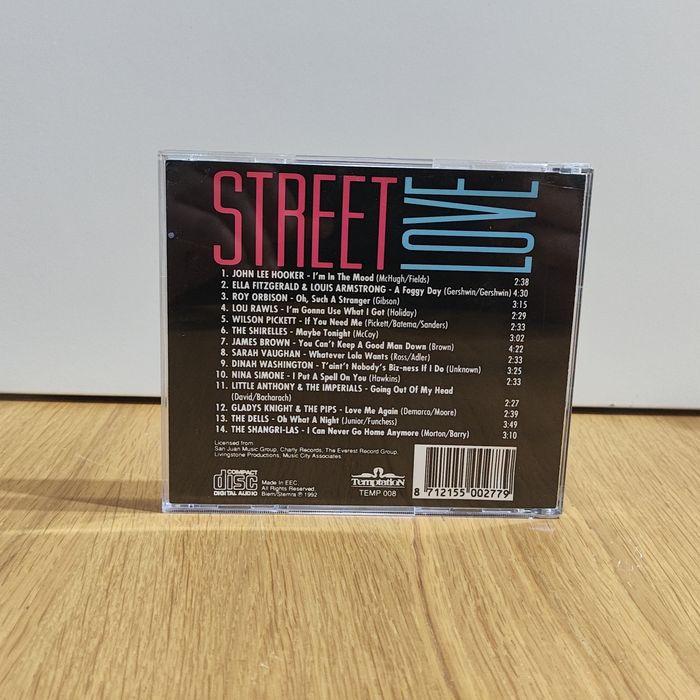 STREET LOVE
1. JOHN LEE HOOKER - I'm In The Mood (McHugh/Fields) 2:38
2. ELLA FITZGERALD & LOUIS ARMSTRONG - A Foggy Day (Gershwin/Gershwin) 4:30
3. ROY ORBISON - Oh, Such A Stranger (Gibson) 3:15
4. LOU RAWLS - I'm Gonna Use What I Got (Holiday) 2:29
5. WILSON PICKETT - If You Need Me (Pickett/Batema/Sanders) 2:33
6. THE SHIRELLES - Maybe Tonight (McCoy) 3:02
7. JAMES BROWN - You Can't Keep A Good Man Down (Brown) 4:22
8. SARAH VAUGHAN - Whatever Lola Wants (Ross/Adler) 2:33
9. DINAH WASHINGTON - T'ain't Nobody's Biz-ness If I Do (Unknown) 3:25
10. NINA SIMONE - I Put A Spell On You (Hawkins) 2:33
11. LITTLE ANTHONY & THE IMPERIALS - Going Out Of My Head
(David/Bacharach) 2:27
12. GLADYS KNIGHT & THE PIPS - Love Me Again (Demarco/Moore) 2:39
13. THE DELLS - Oh What A Night (Junior/Funchess) 3:49
14. THE SHANGRI-LAS - I Can Never Go Home Anymore (Morton/Barry) 3:10
Licensed from
San Juan Music Group, Charly Records, The Everest Record Group,
Livingstone Productions, Music City Associates.
COMPACT
disc
DIGITAL AUDIO
Made in EEC.
All Rights Reserved.
Biem/Stemra ℗ 1992
Temptation
TEMP 008
8 712155 002779